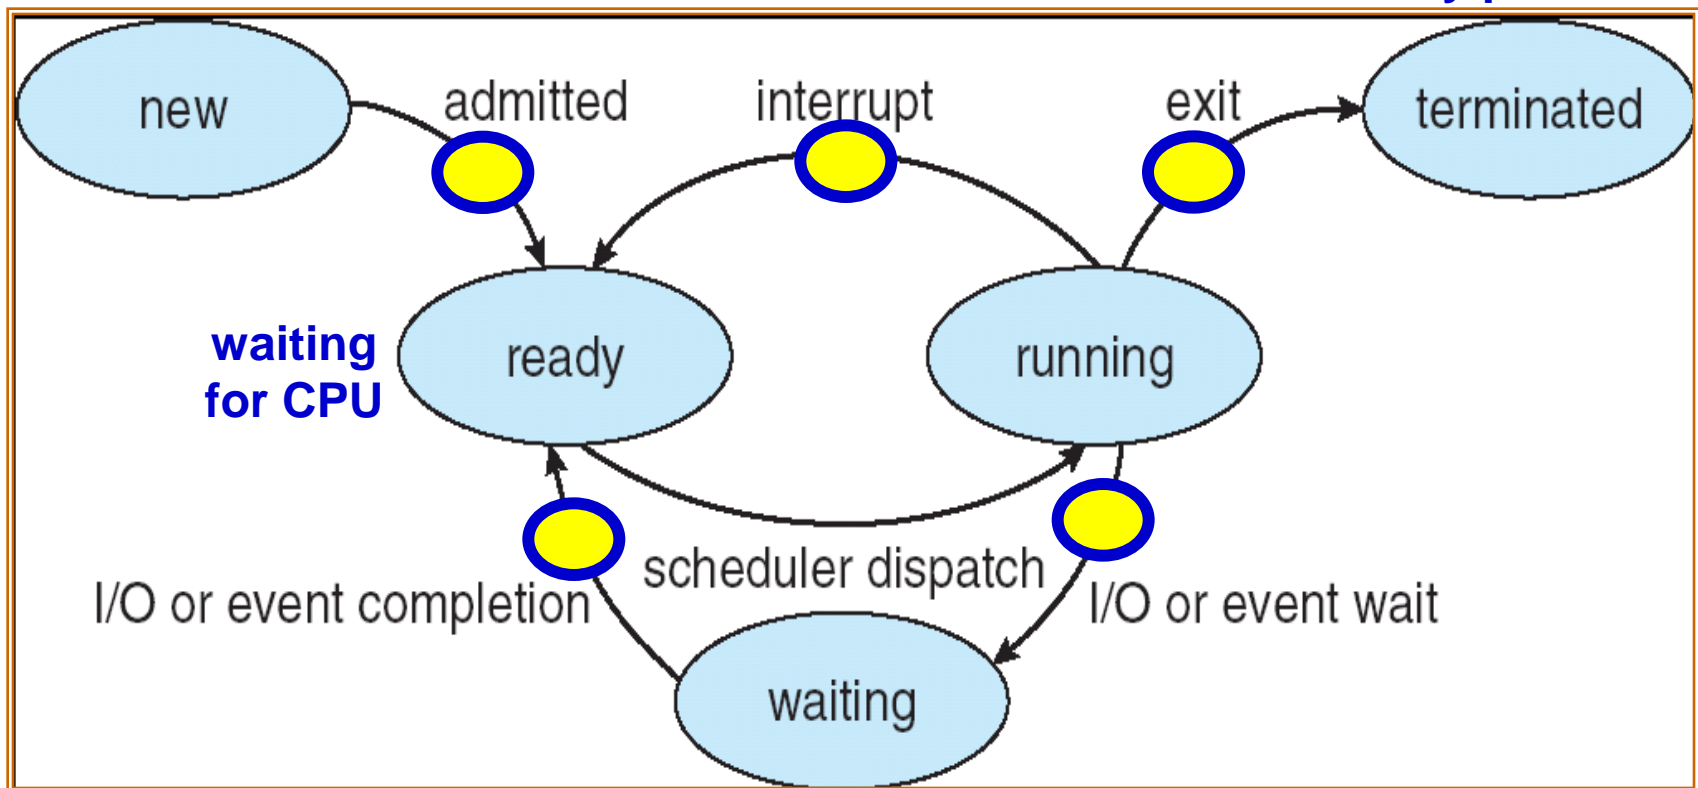 new
admitted
interrupt
exit
terminated
waiting
for CPU
ready
running
scheduler dispatch
I/O or event completion
I/O or event wait
waiting